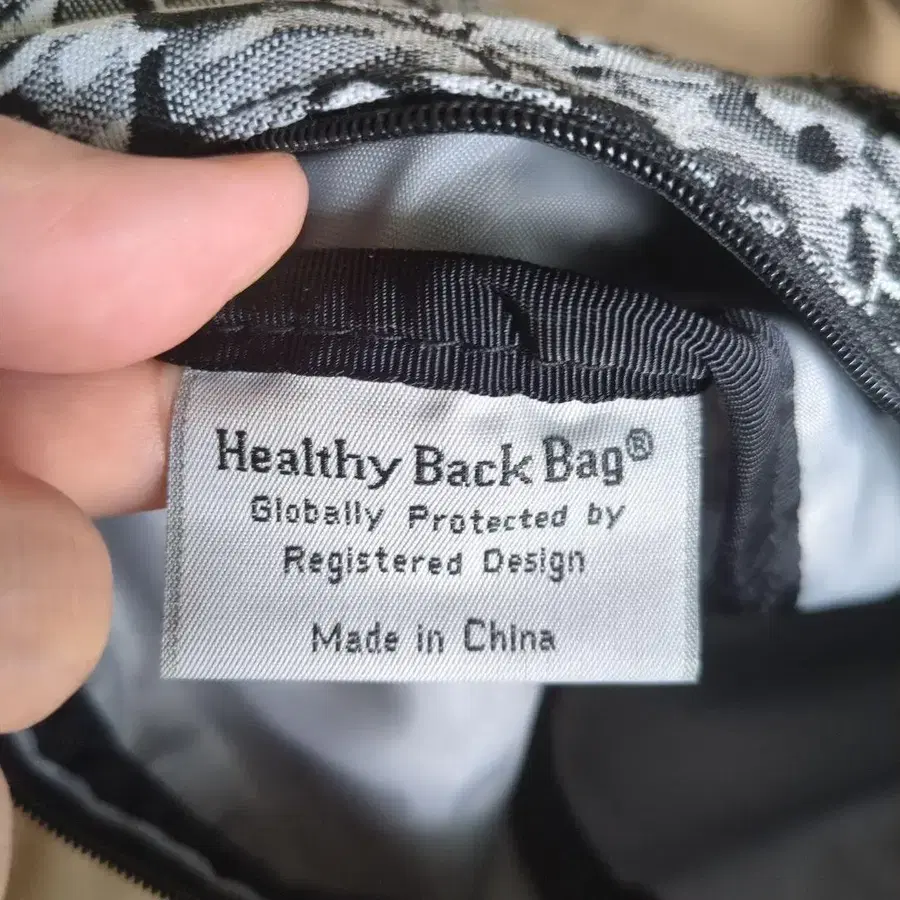 Healthy Back Bag®
Globally Protected by
Registered Design
Made in China